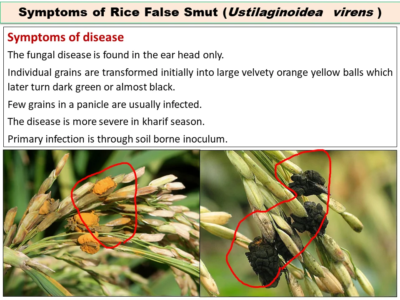 Symptoms of Rice False Smut (Ustilaginoidea virens )
Symptoms of disease
The fungal disease is found in the ear head only.
Individual grains are transformed initially into large velvety orange yellow balls which
later turn dark green or almost black.
Few grains in a panicle are usually infected.
The disease is more severe in kharif season.
Primary infection is through soil borne inoculum.